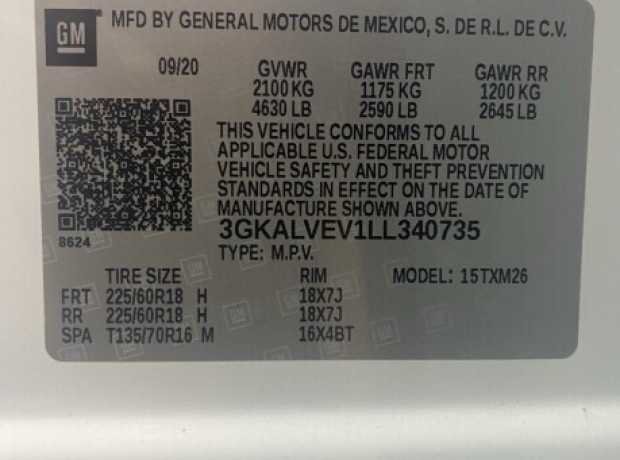 GM MFD BY GENERAL MOTORS DE MEXICO, S. DE R.L. DE C.V.
09/20 GVWR GAWR FRT GAWR RR
2100 KG 1175 KG 1200 KG
4630 LB 2590 LB 2645 LB
THIS VEHICLE CONFORMS TO ALL
APPLICABLE U.S. FEDERAL MOTOR
VEHICLE SAFETY AND THEFT PREVENTION
STANDARDS IN EFFECT ON THE DATE OF
MANUFACTURE SHOWN ABOVE.
8624
3GKALVEV1LL340735
TYPE: M.P.V.
TIRE SIZE RIM MODEL: 15TXM26
FRT 225/60R18 H 18X7J
RR 225/60R18 H 18X7J
SPA T135/70R16 M 16X4BT